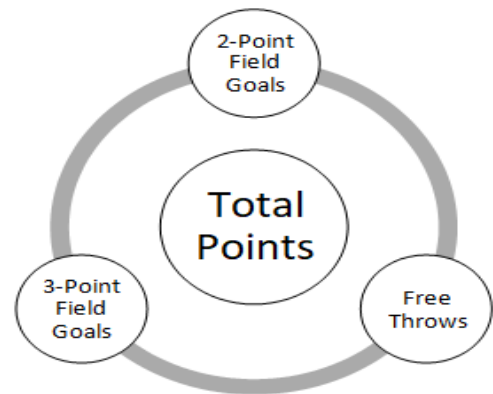 2-Point
Field
Goals
Total
Points
3-Point
Field
Goals
Free
Throws